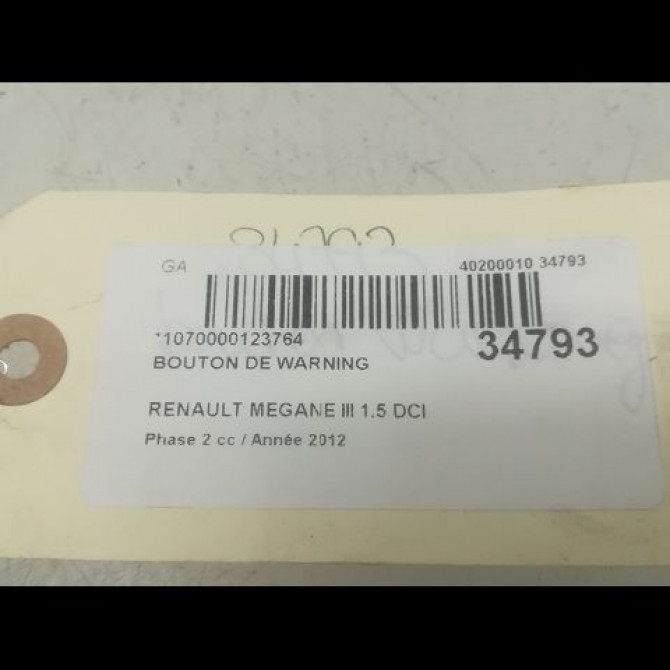 GA
40200010 34793
*1070000123764
34793
BOUTON DE WARNING
RENAULT MEGANE III 1.5 DCI
Phase 2 cc / Année 2012